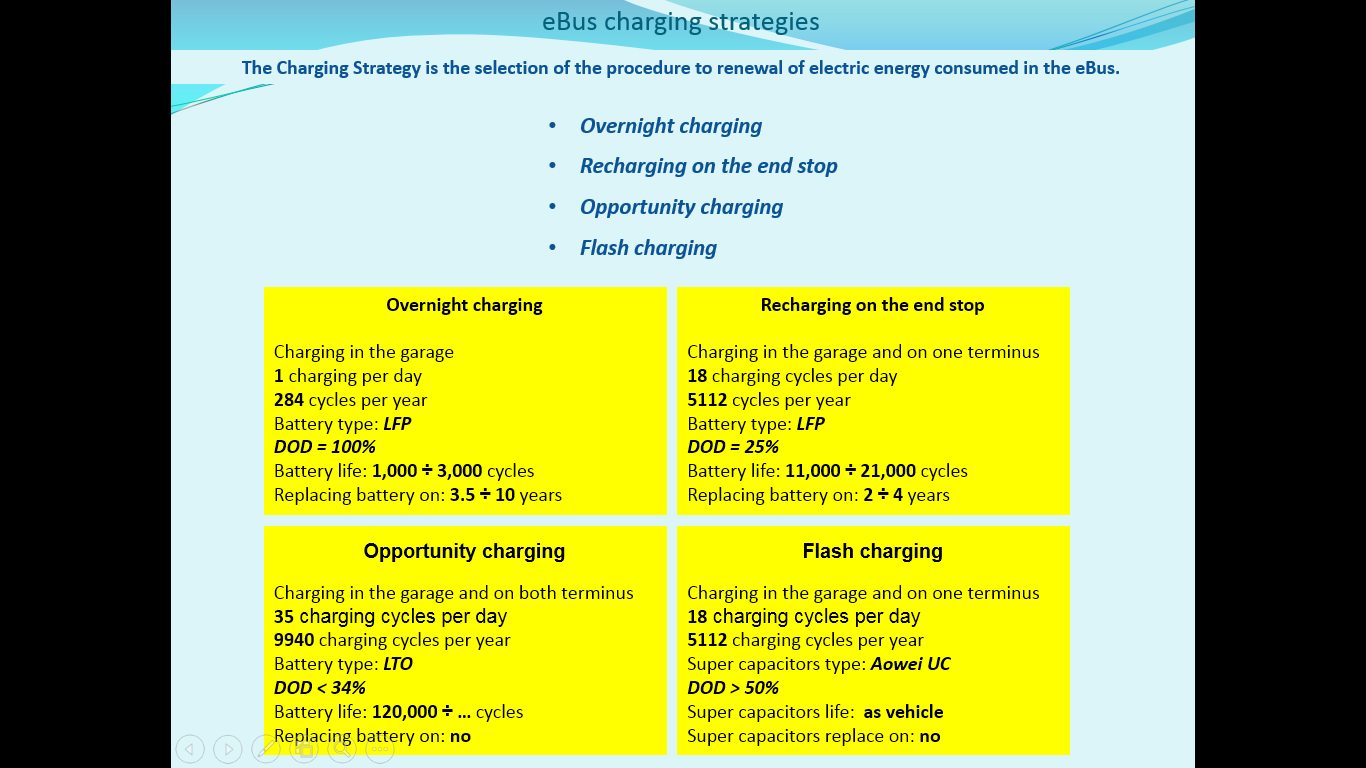 eBus charging strategies
The Charging Strategy is the selection of the procedure to renewal of electric energy consumed in the eBus.
• Overnight charging
• Recharging on the end stop
• Opportunity charging
• Flash charging
Overnight charging
Charging in the garage
1 charging per day
284 cycles per year
Battery type: LFP
DOD = 100%
Battery life: 1,000 ÷ 3,000 cycles
Replacing battery on: 3.5 ÷ 10 years
Recharging on the end stop
Charging in the garage and on one terminus
18 charging cycles per day
5112 cycles per year
Battery type: LFP
DOD = 25%
Battery life: 11,000 ÷ 21,000 cycles
Replacing battery on: 2 ÷ 4 years
Opportunity charging
Charging in the garage and on both terminus
35 charging cycles per day
9940 charging cycles per year
Battery type: LTO
DOD < 34%
Battery life: 120,000 ÷ ... cycles
Replacing battery on: no
Flash charging
Charging in the garage and on one terminus
18 charging cycles per day
5112 charging cycles per year
Super capacitors type: Aowei UC
DOD > 50%
Super capacitors life: as vehicle
Super capacitors replace on: no